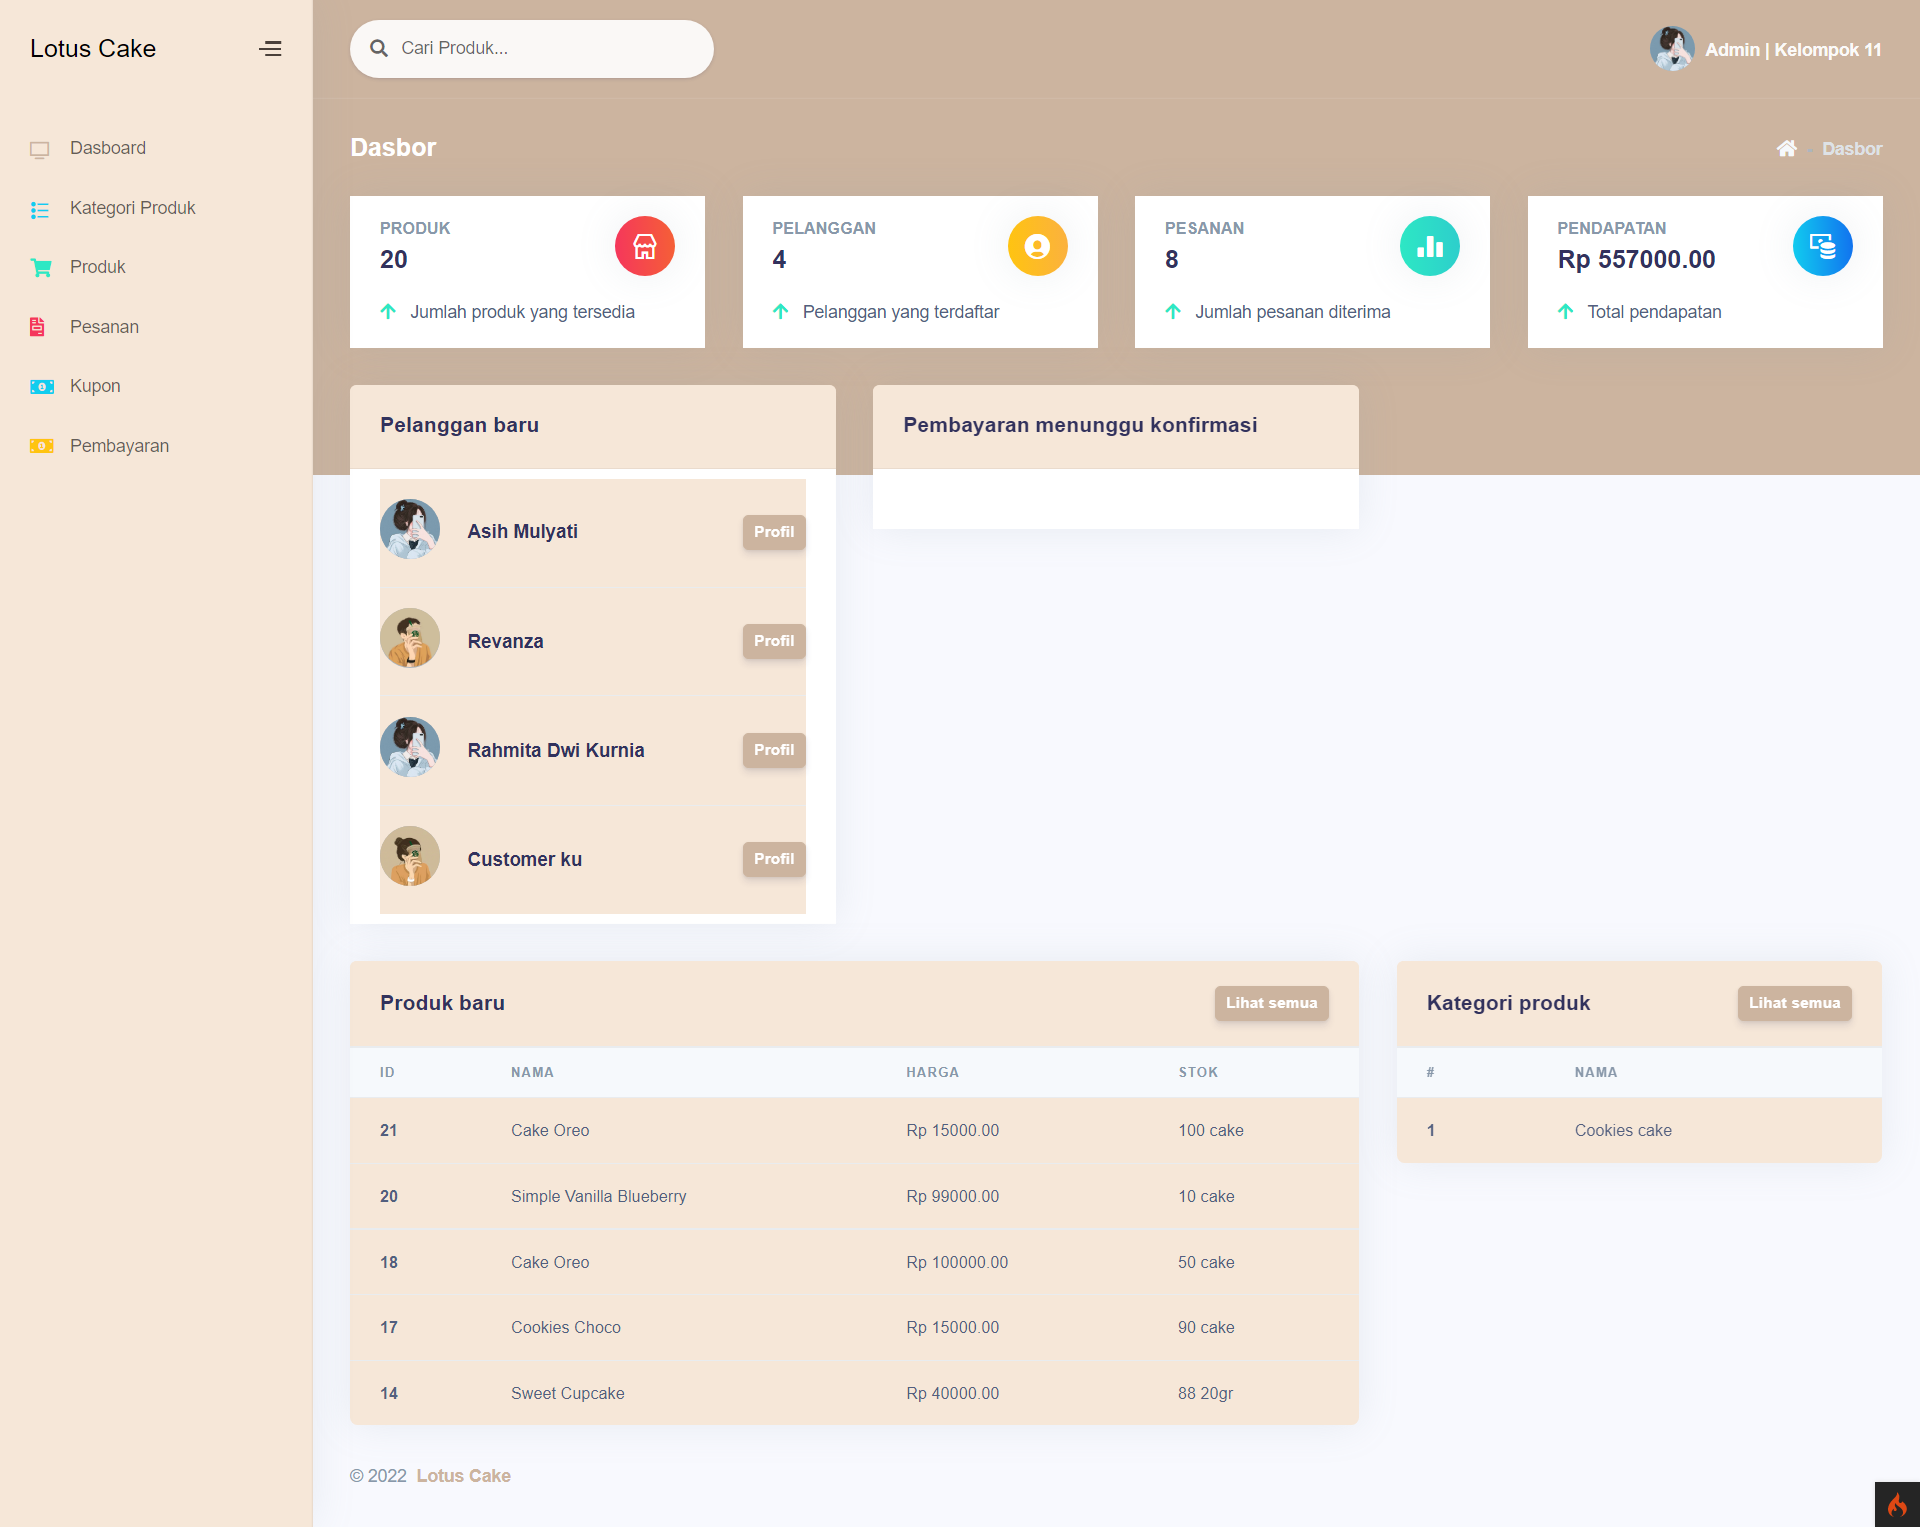 Lotus Cake
Cari Produk...
Admin | Kelompok 11
Dasboard
Kategori Produk
Produk
Pesanan
Kupon
Pembayaran
Dasbor
- Dasbor
PRODUK
20
Jumlah produk yang tersedia
PELANGGAN
4
Pelanggan yang terdaftar
PESANAN
8
Jumlah pesanan diterima
PENDAPATAN
Rp 557000.00
Total pendapatan
Pelanggan baru
Asih Mulyati Profil
Revanza Profil
Rahmita Dwi Kurnia Profil
Customer ku Profil
Pembayaran menunggu konfirmasi
Produk baru Lihat semua
ID NAMA HARGA STOK
21 Cake Oreo Rp 15000.00 100 cake
20 Simple Vanilla Blueberry Rp 99000.00 10 cake
18 Cake Oreo Rp 100000.00 50 cake
17 Cookies Choco Rp 15000.00 90 cake
14 Sweet Cupcake Rp 40000.00 88 20gr
Kategori produk Lihat semua
# NAMA
1 Cookies cake
© 2022 Lotus Cake